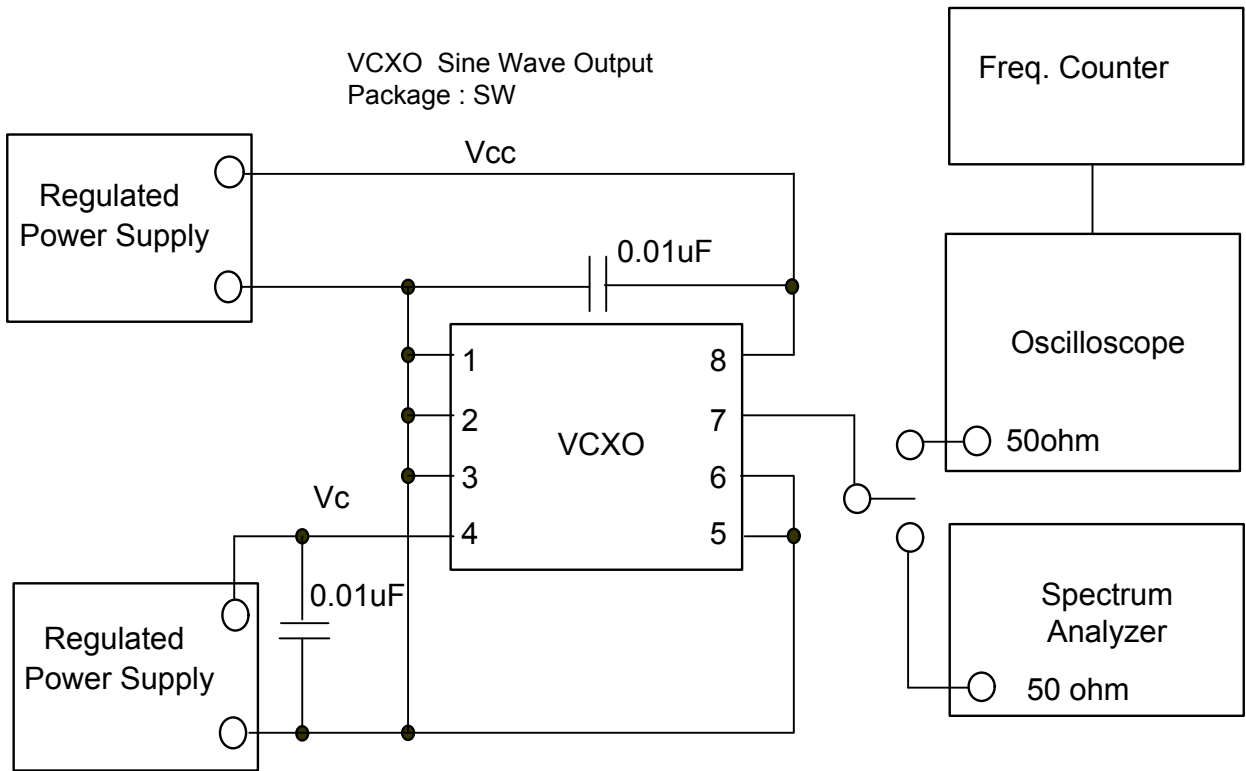 VCXO  Sine Wave Output
Package : SW
Freq. Counter
Vcc
Regulated
Power Supply
0.01uF
Oscilloscope
50ohm
1
2
3
4
VCXO
8
7
6
5
Vc
0.01uF
Regulated
Power Supply
Spectrum
Analyzer
50 ohm